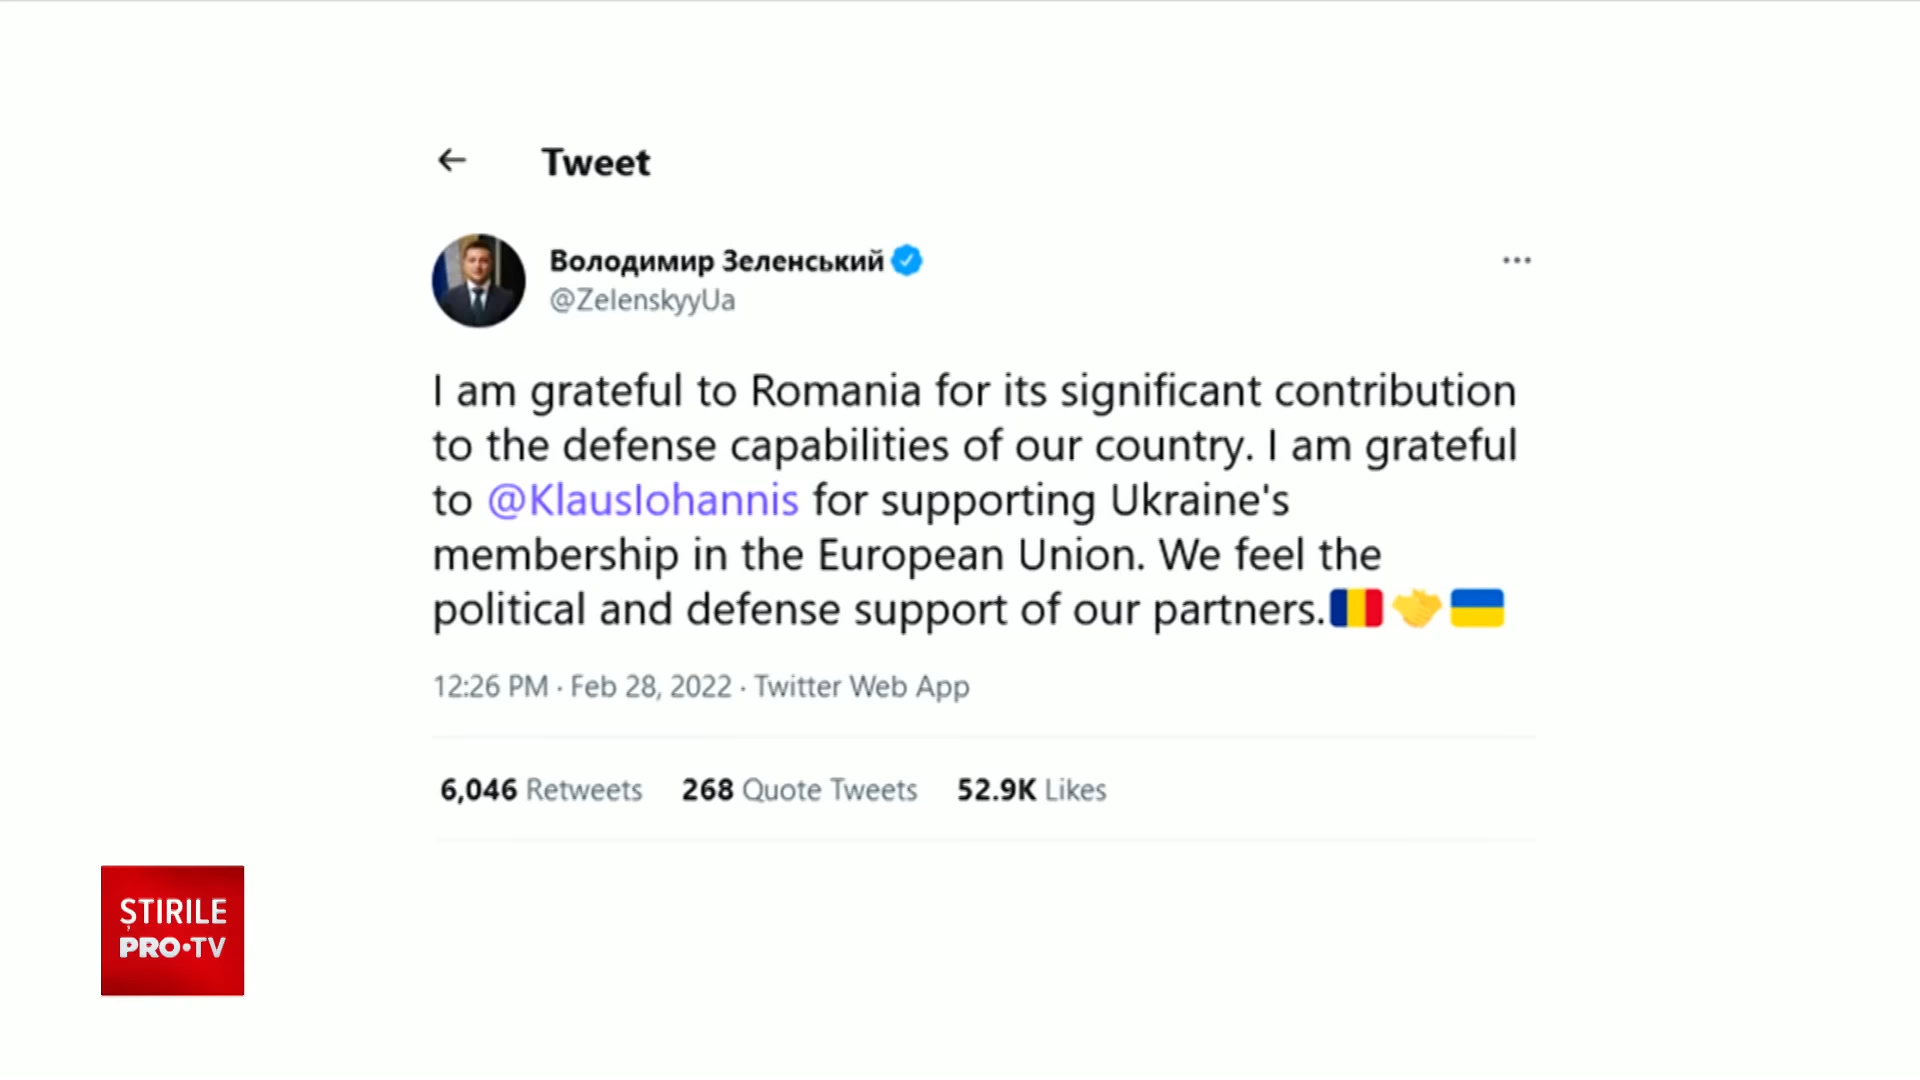 Tweet
Володимир Зеленський
@ZelenskyyUa
I am grateful to Romania for its significant contribution
to the defense capabilities of our country. I am grateful
to @KlausIohannis for supporting Ukraine's
membership in the European Union. We feel the
political and defense support of our partners.🇷🇴🤝🇺🇦
12:26 PM · Feb 28, 2022 · Twitter Web App
6,046 Retweets 268 Quote Tweets 52.9K Likes
ȘTIRILE
PRO•TV